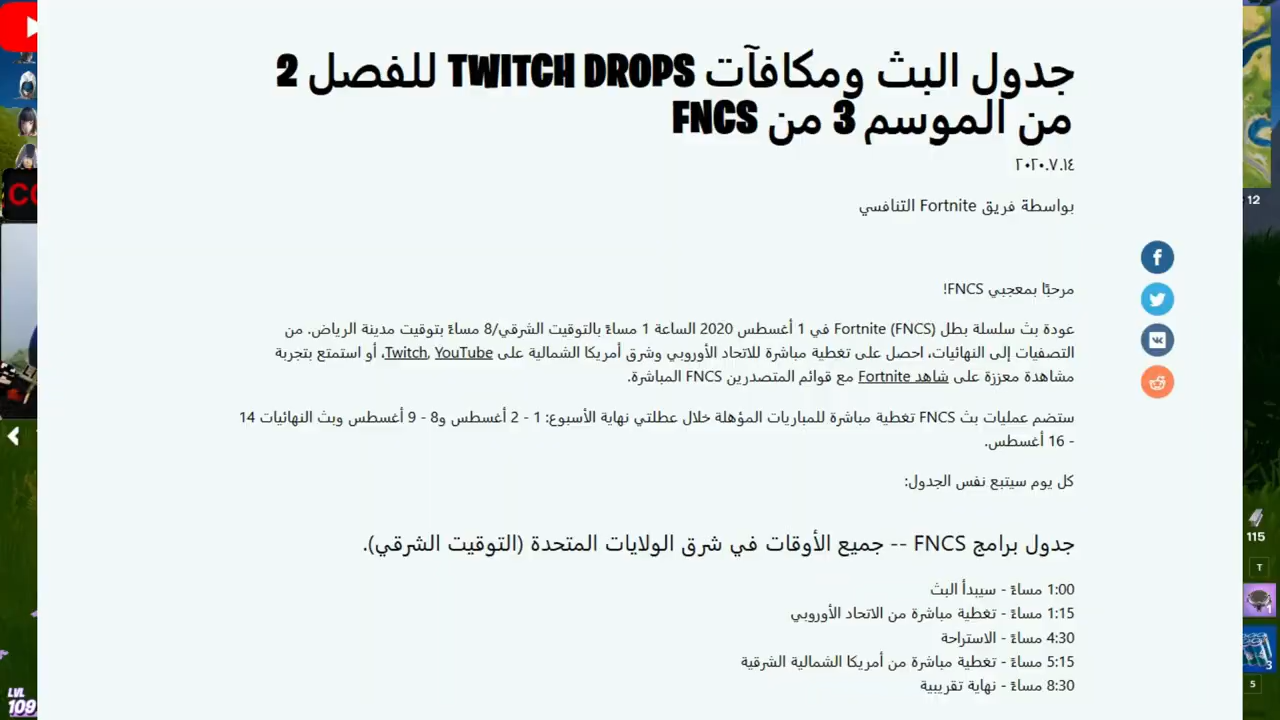 جدول البث ومكافآت TWITCH DROPS للفصل 2
من الموسم 3 من FNCS
٢٠٢٠.٧.١٤
بواسطة فريق Fortnite التنافسي
مرحبًا بمعجبي FNCS!
عودة بث سلسلة بطل Fortnite (FNCS) في 1 أغسطس 2020 الساعة 1 مساءً بالتوقيت الشرقي/8 مساءً بتوقيت مدينة الرياض. من
التصفيات إلى النهائيات، احصل على تغطية مباشرة للاتحاد الأوروبي وشرق أمريكا الشمالية على Twitch, YouTube، أو استمتع بتجربة
مشاهدة معززة على شاهد Fortnite مع قوائم المتصدرين FNCS المباشرة.
ستضم عمليات بث FNCS تغطية مباشرة للمباريات المؤهلة خلال عطلتي نهاية الأسبوع: 1 - 2 أغسطس و8 - 9 أغسطس وبث النهائيات 14
- 16 أغسطس.
كل يوم سيتبع نفس الجدول:
جدول برامج FNCS -- جميع الأوقات في شرق الولايات المتحدة (التوقيت الشرقي).
1:00 مساءً - سيبدأ البث
1:15 مساءً - تغطية مباشرة من الاتحاد الأوروبي
4:30 مساءً - الاستراحة
5:15 مساءً - تغطية مباشرة من أمريكا الشمالية الشرقية
8:30 مساءً - نهاية تقريبية
12
115
T
1
3
5
LVL
109